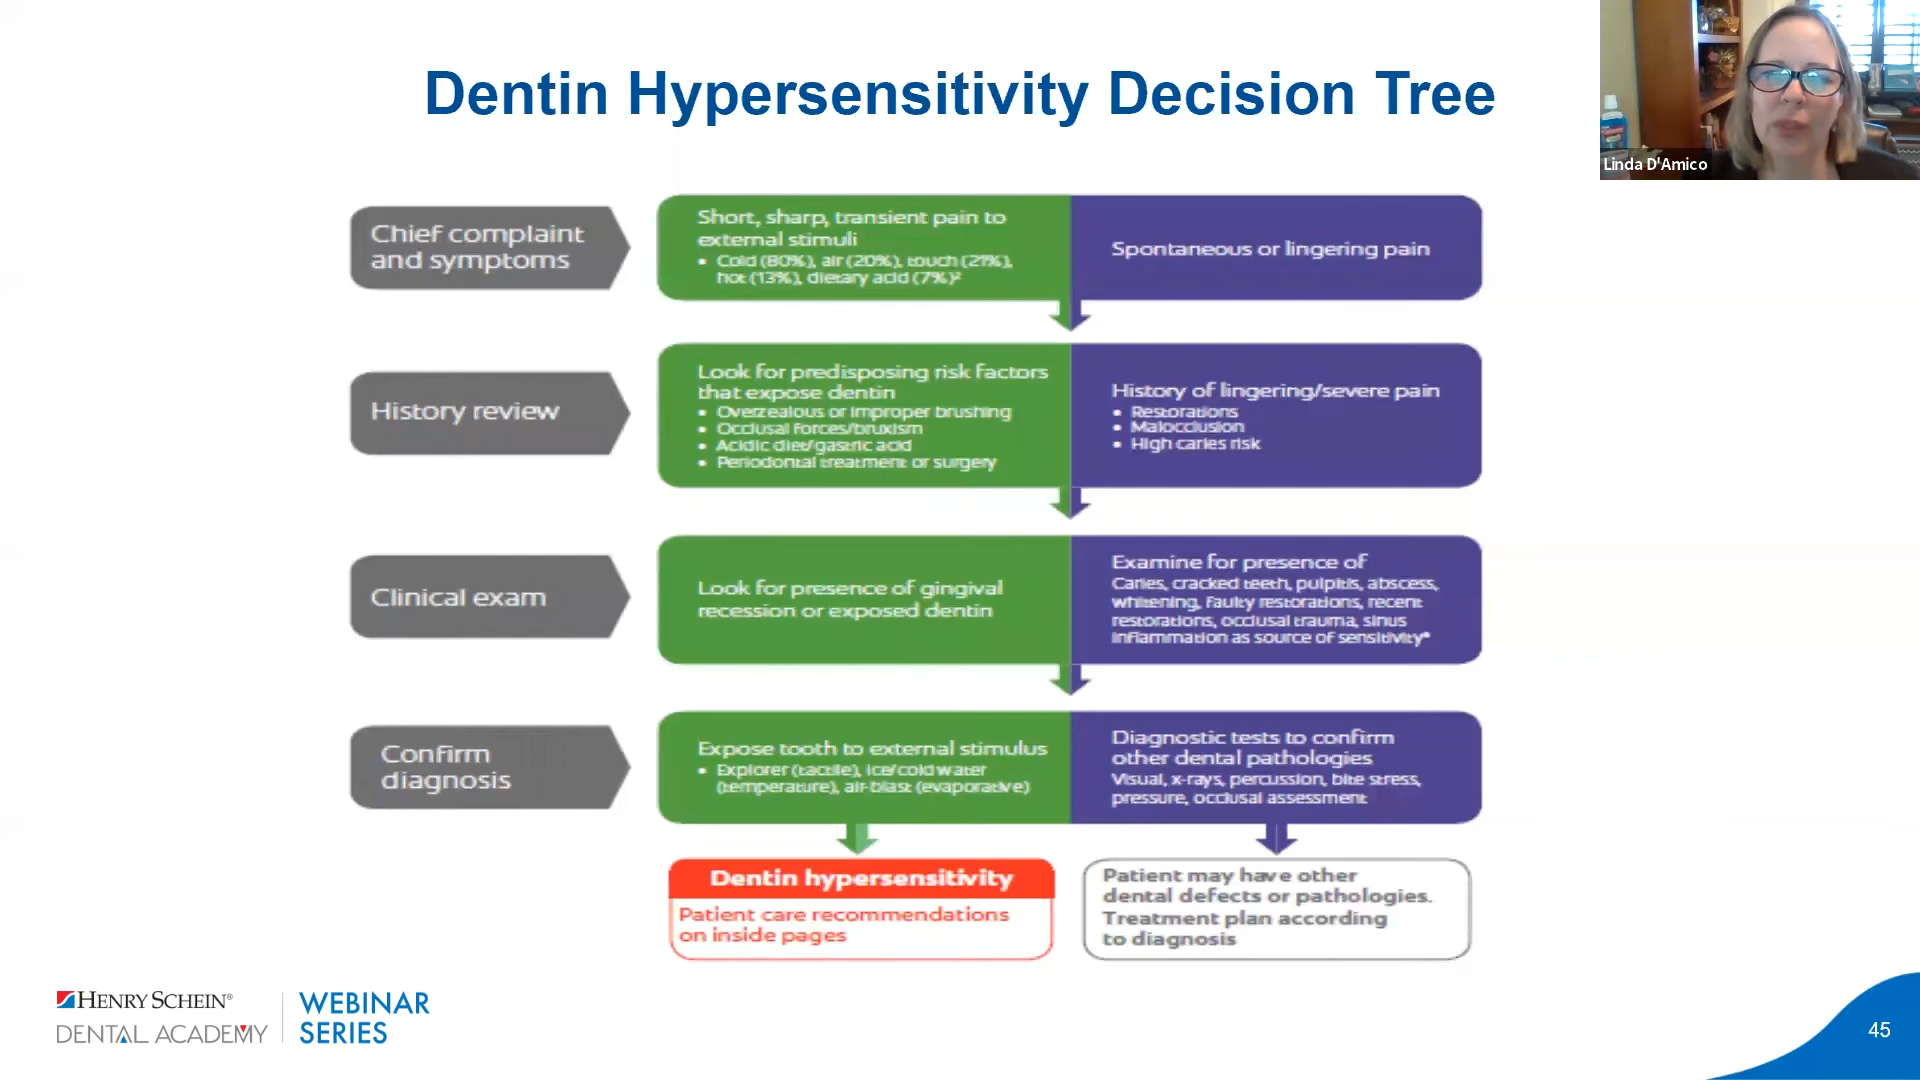 Dentin Hypersensitivity Decision Tree
Linda D'Amico
Chief complaint
and symptoms
Short, sharp, transient pain to
external stimuli
• Cold (80%), air (20%), touch (21%),
hot (13%), dietary acid (7%)²
Spontaneous or lingering pain
History review
Look for predisposing risk factors
that expose dentin
• Overzealous or improper brushing
• Occlusal forces/bruxism
• Acidic diet/gastric acid
• Periodontal treatment or surgery
History of lingering/severe pain
• Restorations
• Malocclusion
• High caries risk
Clinical exam
Look for presence of gingival
recession or exposed dentin
Examine for presence of
Caries, cracked teeth, pulpitis, abscess,
whitening, faulty restorations, recent
restorations, occlusal trauma, sinus
inflammation as source of sensitivity*
Confirm
diagnosis
Expose tooth to external stimulus
• Explorer (tactile), ice/cold water
(temperature), air-blast (evaporative)
Diagnostic tests to confirm
other dental pathologies
Visual, x-rays, percussion, bite stress,
pressure, occlusal assessment
Dentin hypersensitivity
Patient care recommendations
on inside pages
Patient may have other
dental defects or pathologies.
Treatment plan according
to diagnosis
HENRY SCHEIN®
DENTAL ACADEMY
WEBINAR
SERIES
45